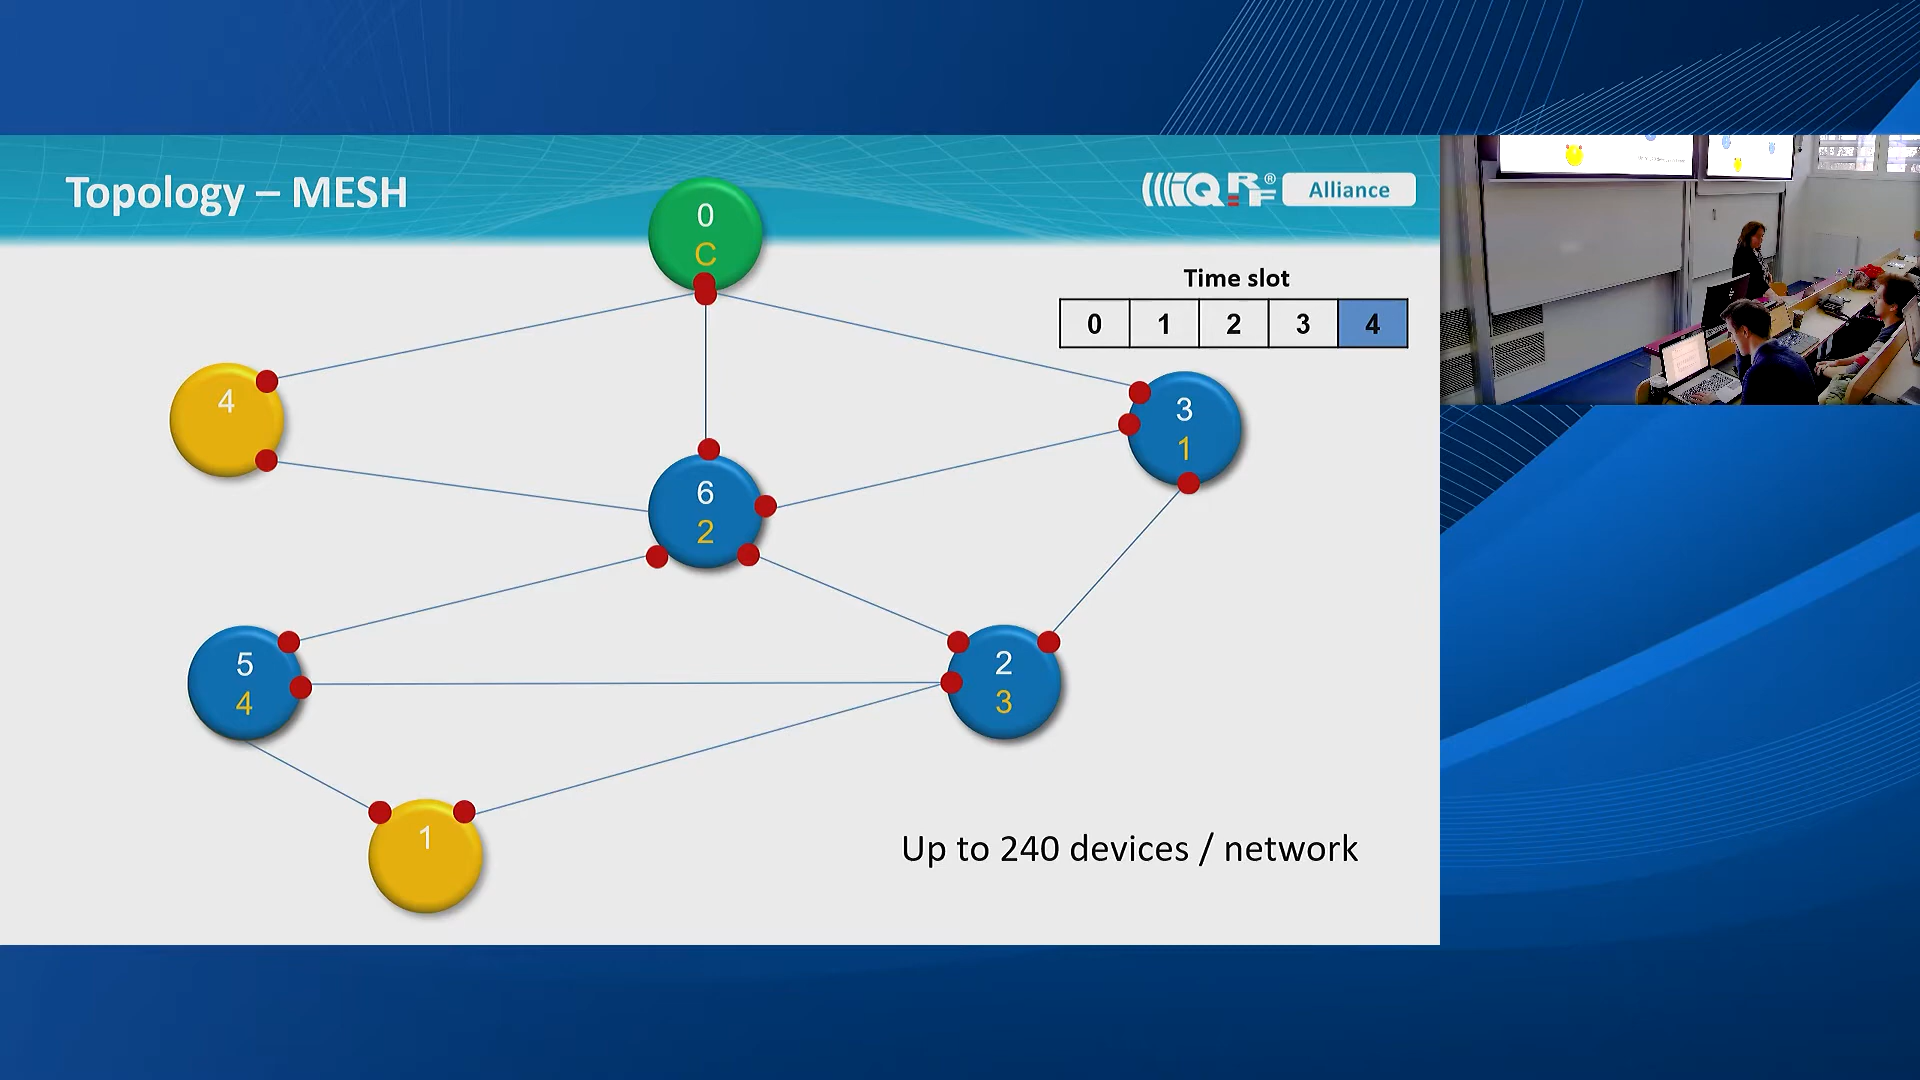 Topology – MESH
IQRF® Alliance
0
C
Time slot
0 1 2 3 4
4
3
1
6
2
5
4
2
3
1
Up to 240 devices / network